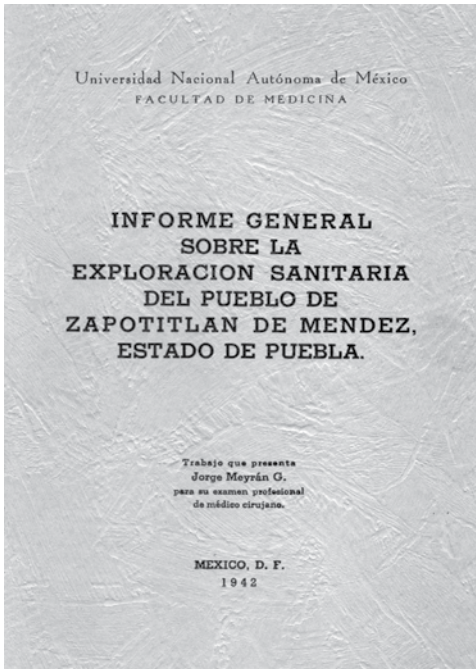 Universidad Nacional Autónoma de México
FACULTAD DE MEDICINA
INFORME GENERAL
SOBRE LA
EXPLORACION SANITARIA
DEL PUEBLO DE
ZAPOTITLAN DE MENDEZ,
ESTADO DE PUEBLA.
Trabajo que presenta
Jorge Meyrán G.
para su examen profesional
de médico cirujano.
MEXICO, D. F.
1942